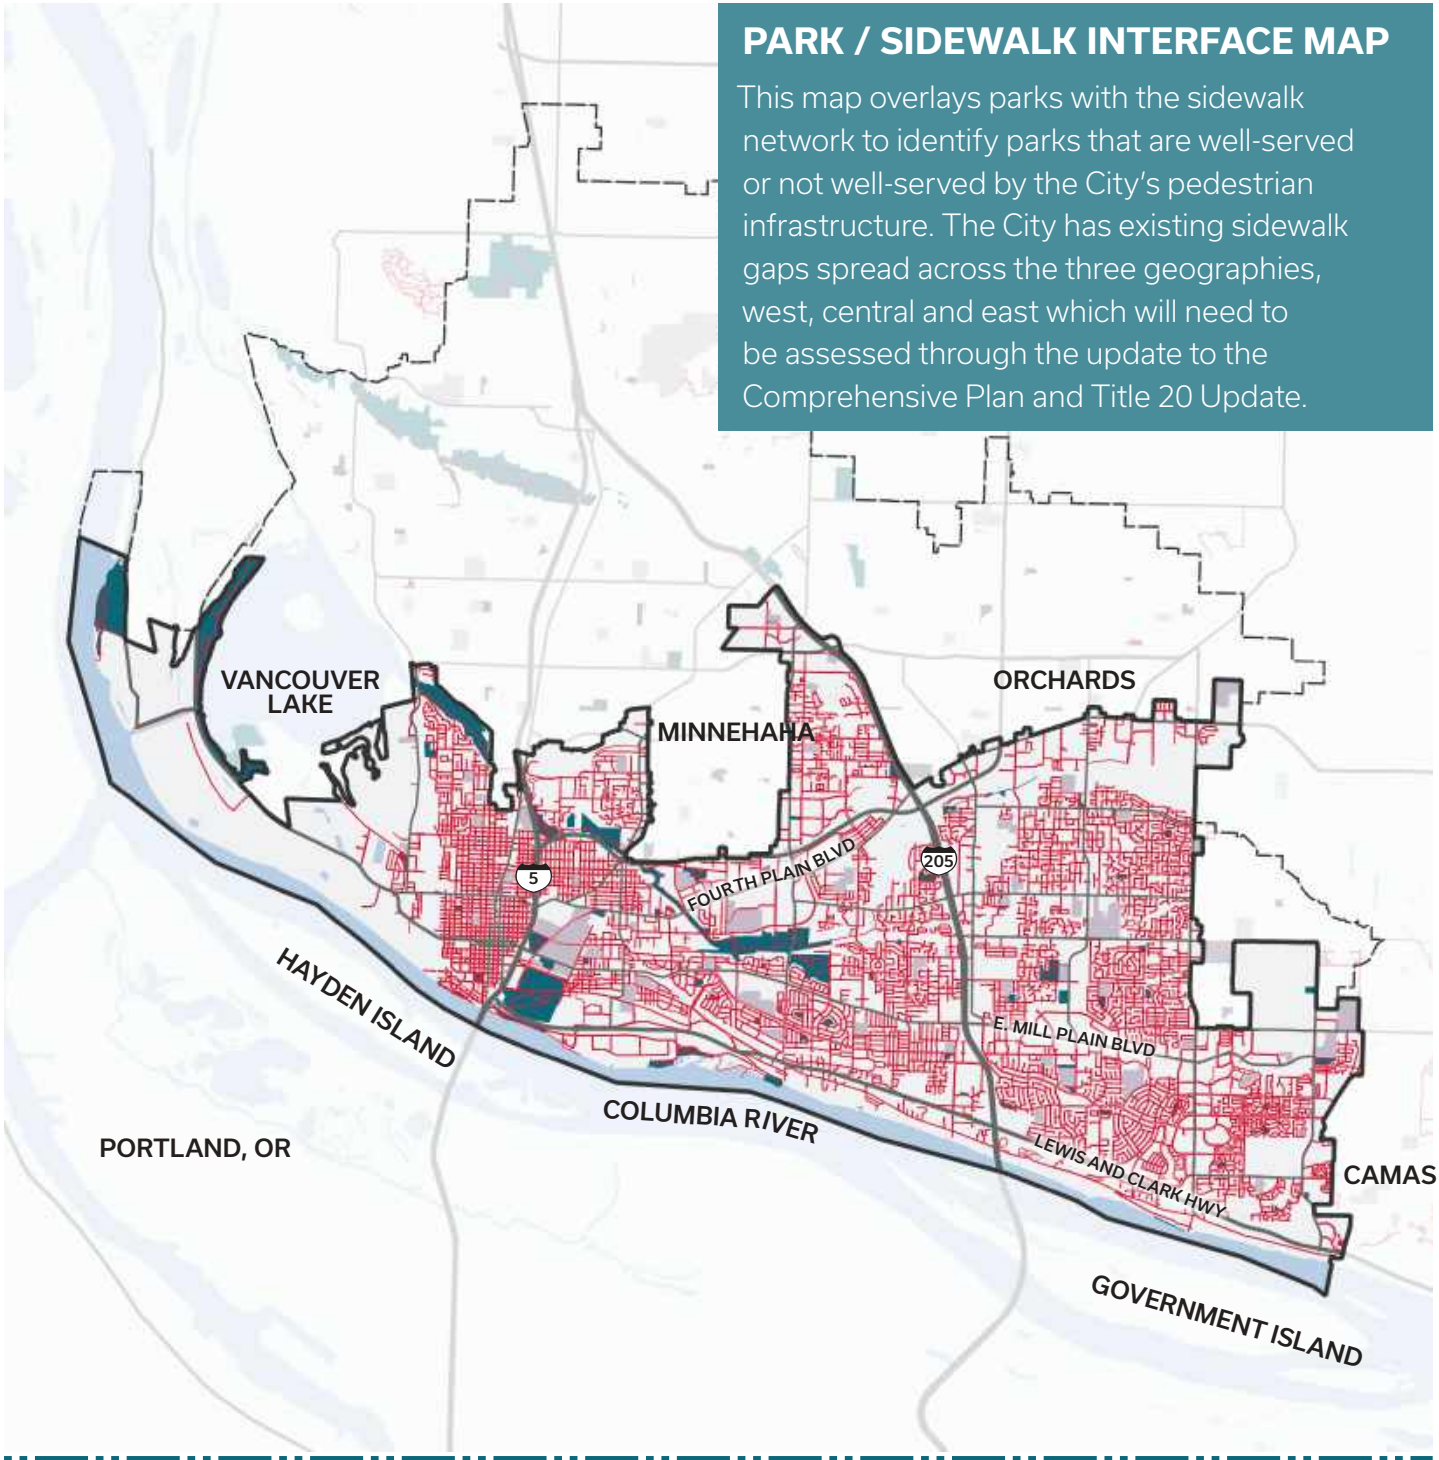 PARK / SIDEWALK INTERFACE MAP
This map overlays parks with the sidewalk
network to identify parks that are well-served
or not well-served by the City's pedestrian
infrastructure. The City has existing sidewalk
gaps spread across the three geographies,
west, central and east which will need to
be assessed through the update to the
Comprehensive Plan and Title 20 Update.
VANCOUVER
LAKE
ORCHARDS
MINNEHAHA
FOURTH PLAIN BLVD
205
5
HAYDEN ISLAND
E. MILL PLAIN BLVD
COLUMBIA RIVER
PORTLAND, OR
LEWIS AND CLARK HWY
CAMAS
GOVERNMENT ISLAND